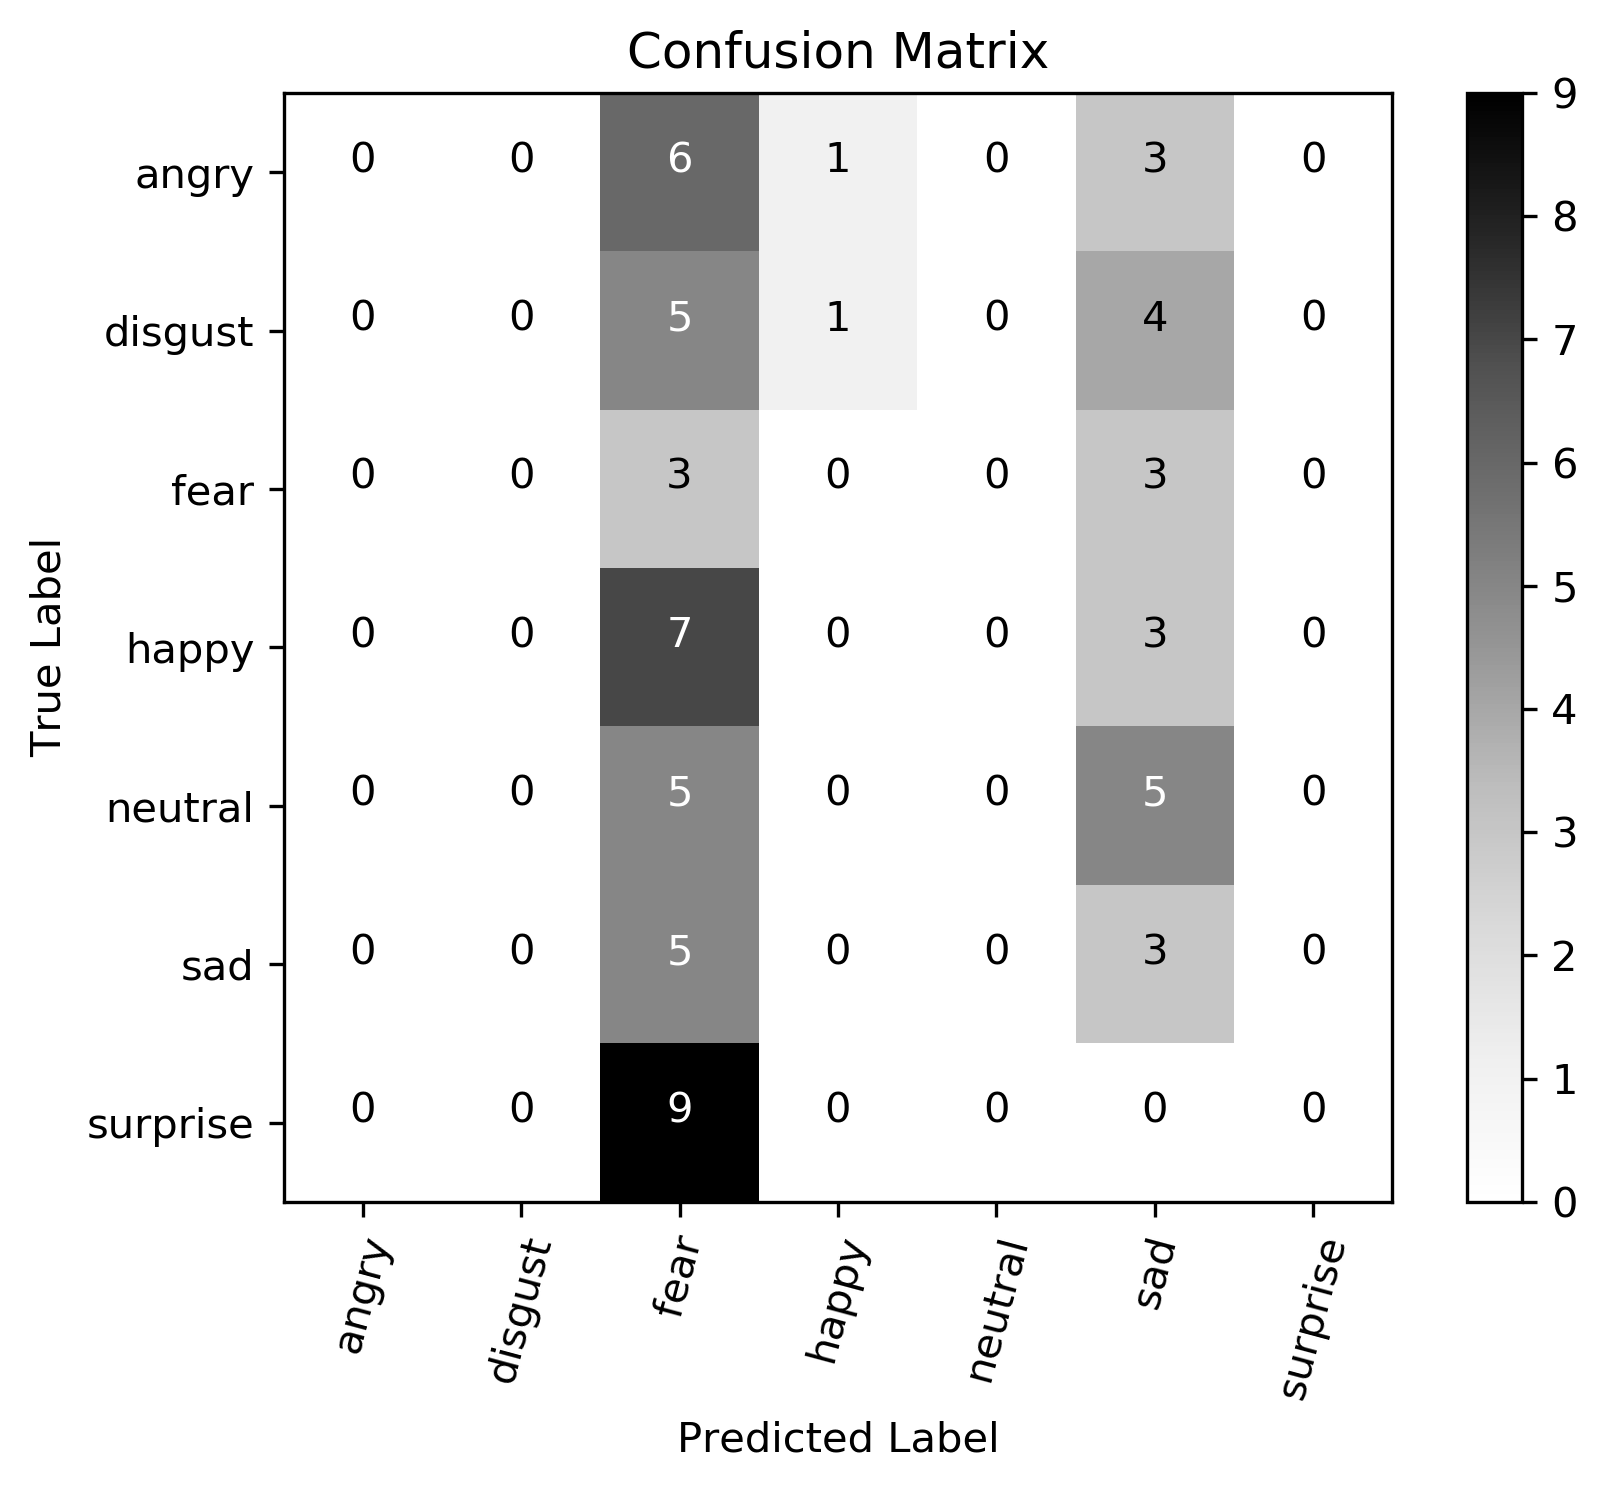 Confusion Matrix
angry 0 0 6 1 0 3 0
disgust 0 0 5 1 0 4 0
fear 0 0 3 0 0 3 0
happy 0 0 7 0 0 3 0
neutral 0 0 5 0 0 5 0
sad 0 0 5 0 0 3 0
surprise 0 0 9 0 0 0 0
True Label
angry disgust fear happy neutral sad surprise
Predicted Label
9
8
7
6
5
4
3
2
1
0